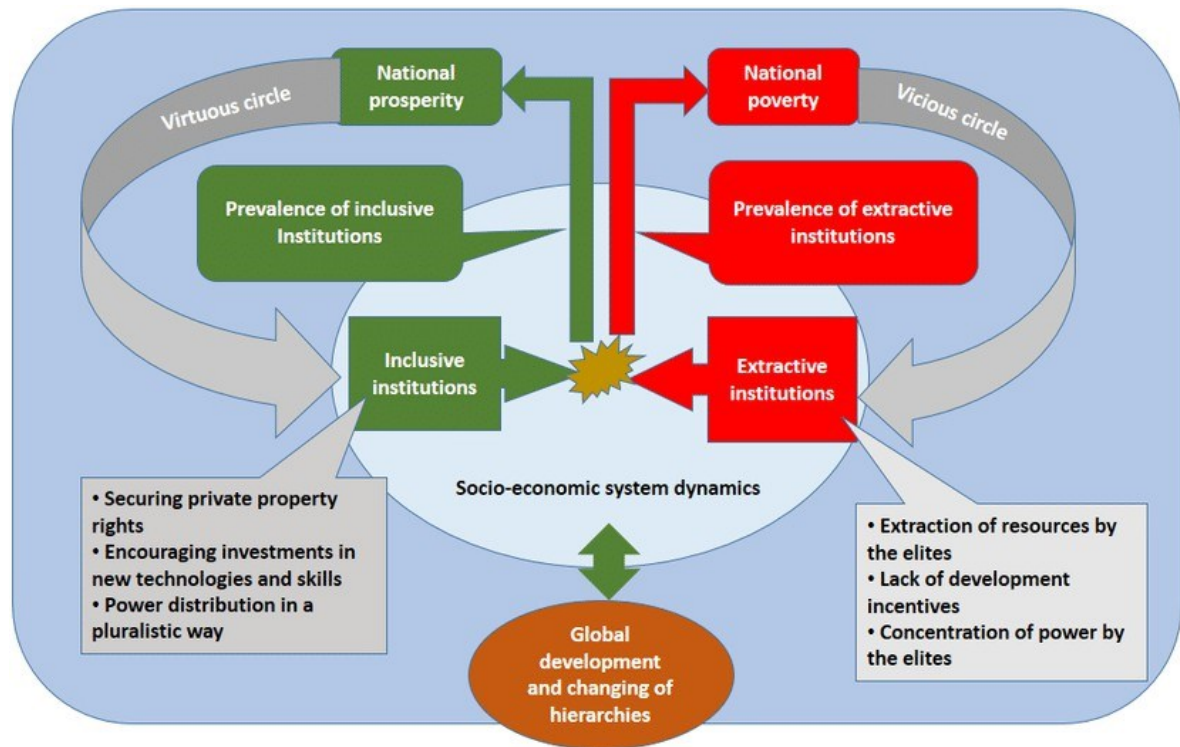 National
prosperity
National
poverty
Virtuous circle
Vicious circle
Prevalence of inclusive
Institutions
Prevalence of extractive
institutions
Inclusive
institutions
Extractive
institutions
Socio-economic system dynamics
• Securing private property
rights
• Encouraging investments in
new technologies and skills
• Power distribution in a
pluralistic way
• Extraction of resources by
the elites
• Lack of development
incentives
• Concentration of power by
the elites
Global
development
and changing of
hierarchies